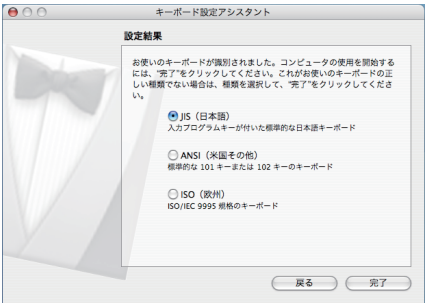 キーボード設定アシスタント
設定結果
お使いのキーボードが識別されました。コンピュータの使用を開始する
には、"完了"をクリックしてください。これがお使いのキーボードの正
しい種類でない場合は、種類を選択して、"完了"をクリックしてくださ
い。
JIS（日本語）
入力プログラムキーが付いた標準的な日本語キーボード
ANSI（米国その他）
標準的な 101 キーまたは 102 キーのキーボード
ISO（欧州）
ISO/IEC 9995 規格のキーボード
戻る 完了